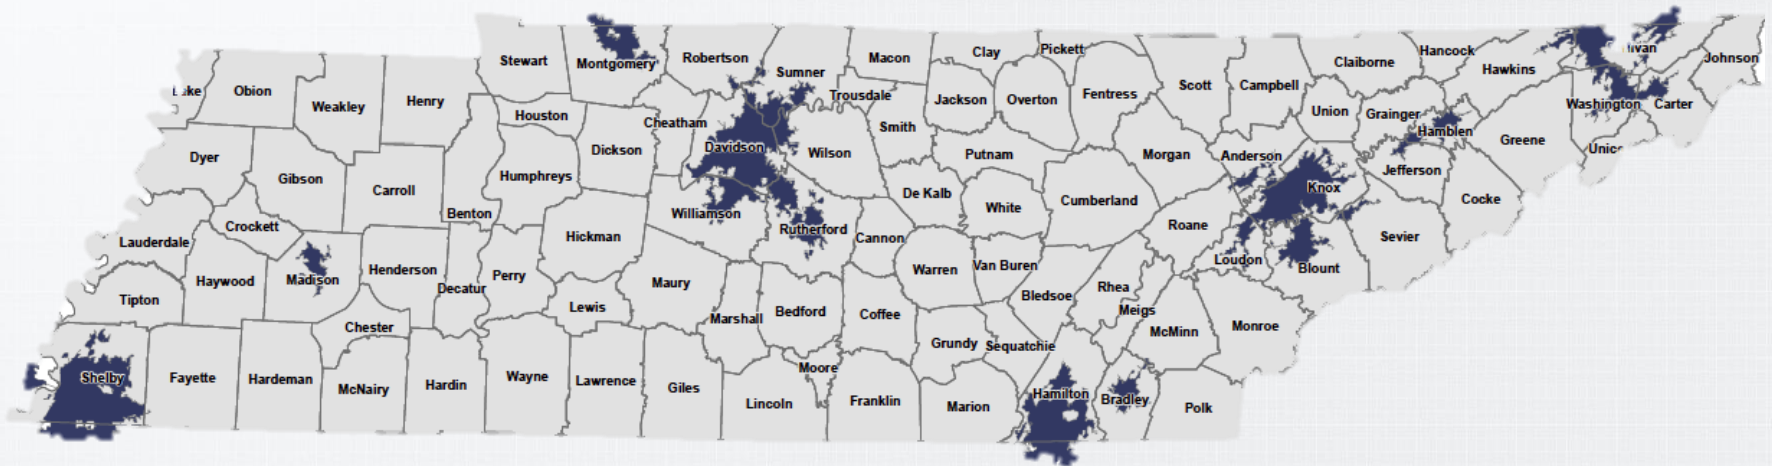 Stewart
Montgomery
Robertson
Sumner
Macon
Clay
Pickett
Scott
Campbell
Claiborne
Hancock
Hawkins
Johnson
Obion
Weakley
Henry
Houston
Cheatham
Trousdale
Smith
Jackson
Overton
Fentress
Union
Grainger
Hamblen
Washington
Carter
Dyer
Gibson
Carroll
Humphreys
Dickson
Davidson
Wilson
Putnam
Morgan
Anderson
Jefferson
Greene
Benton
Williamson
De Kalb
White
Cumberland
Knox
Cocke
Lauderdale
Crockett
Hickman
Rutherford
Cannon
Roane
Sevier
Tipton
Haywood
Madison
Henderson
Decatur
Perry
Maury
Warren
Van Buren
Bledsoe
Rhea
Loudon
Blount
Lewis
Marshall
Bedford
Coffee
Meigs
McMinn
Monroe
Chester
Grundy
Sequatchie
Shelby
Fayette
Hardeman
McNairy
Hardin
Wayne
Lawrence
Giles
Lincoln
Moore
Franklin
Marion
Hamilton
Bradley
Polk